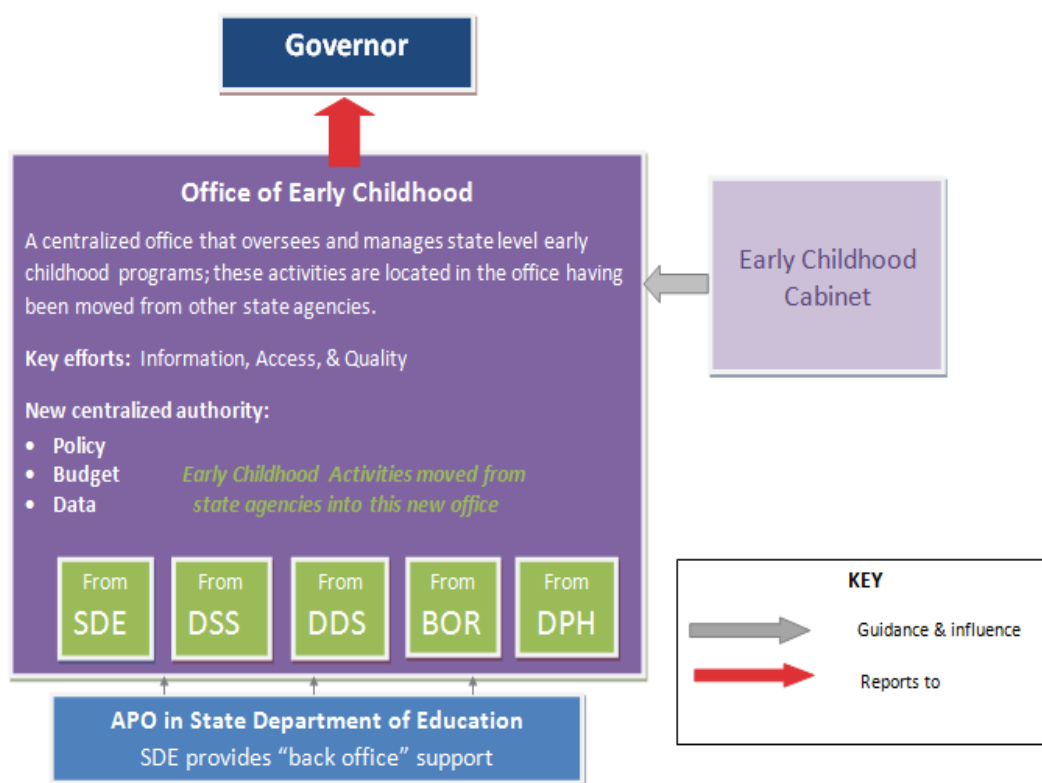 Governor
Office of Early Childhood
A centralized office that oversees and manages state level early
childhood programs; these activities are located in the office having
been moved from other state agencies.
Key efforts: Information, Access, & Quality
New centralized authority:
• Policy
• Budget
• Data
Early Childhood Activities moved from
state agencies into this new office
From
SDE
From
DSS
From
DDS
From
BOR
From
DPH
APO in State Department of Education
SDE provides “back office” support
Early Childhood
Cabinet
KEY
Guidance & influence
Reports to